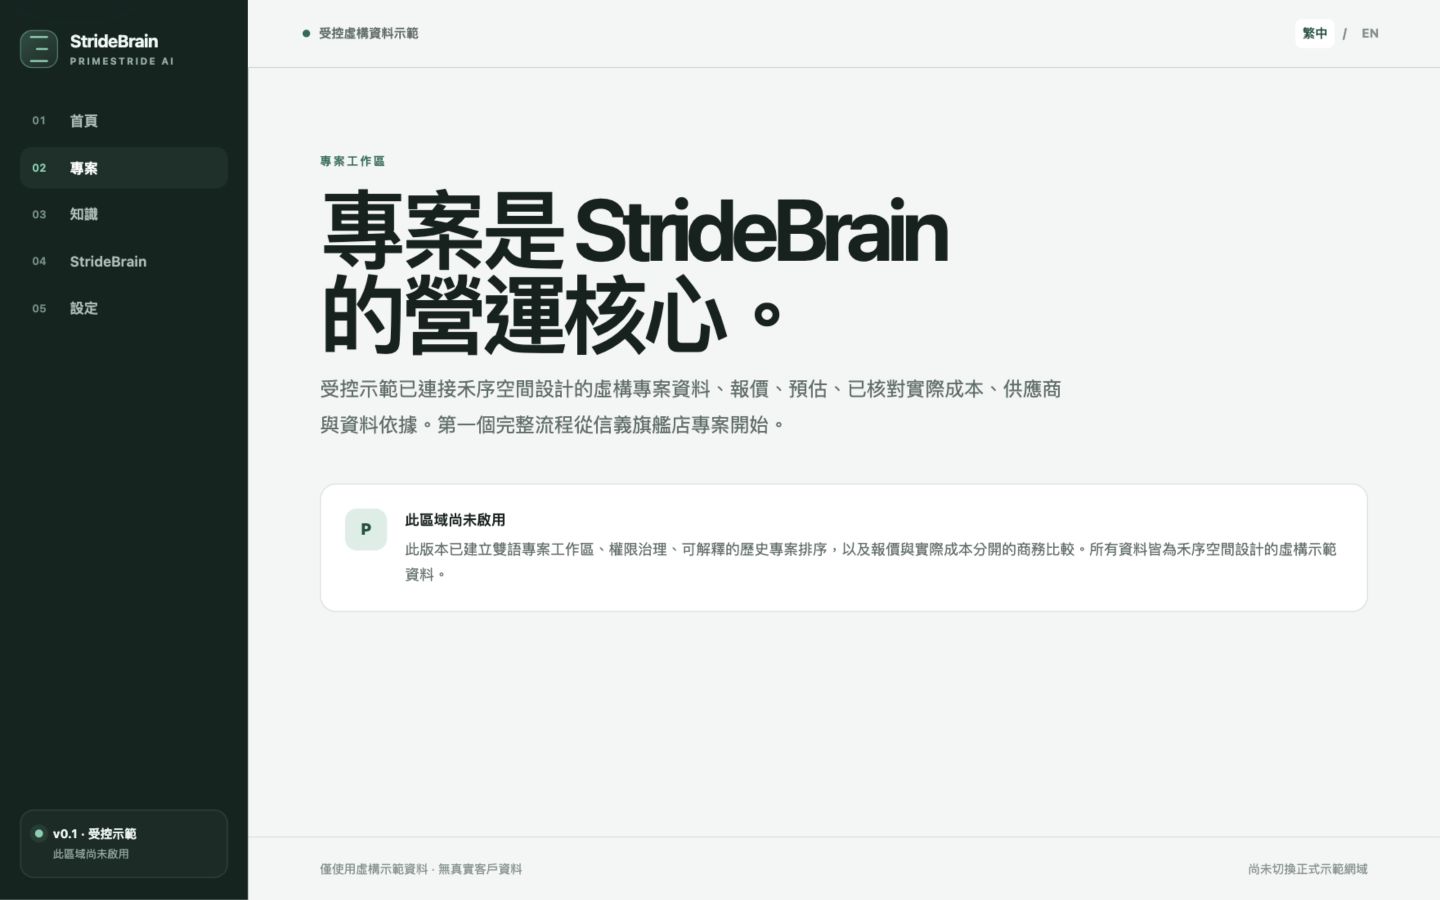 StrideBrain
PRIMESTRIDE AI
01 首頁
02 專案
03 知識
04 StrideBrain
05 設定
v0.1 · 受控示範
此區域尚未啟用
受控虛構資料示範
繁中 / EN
專案工作區
專案是 StrideBrain
的營運核心。
受控示範已連接禾序空間設計的虛構專案資料、報價、預估、已核對實際成本、供應商
與資料依據。第一個完整流程從信義旗艦店專案開始。
P
此區域尚未啟用
此版本已建立雙語專案工作區、權限治理、可解釋的歷史專案排序，以及報價與實際成本分開的商務比較。所有資料皆為禾序空間設計的虛構示範
資料。
僅使用虛構示範資料 · 無真實客戶資料
尚未切換正式示範網域